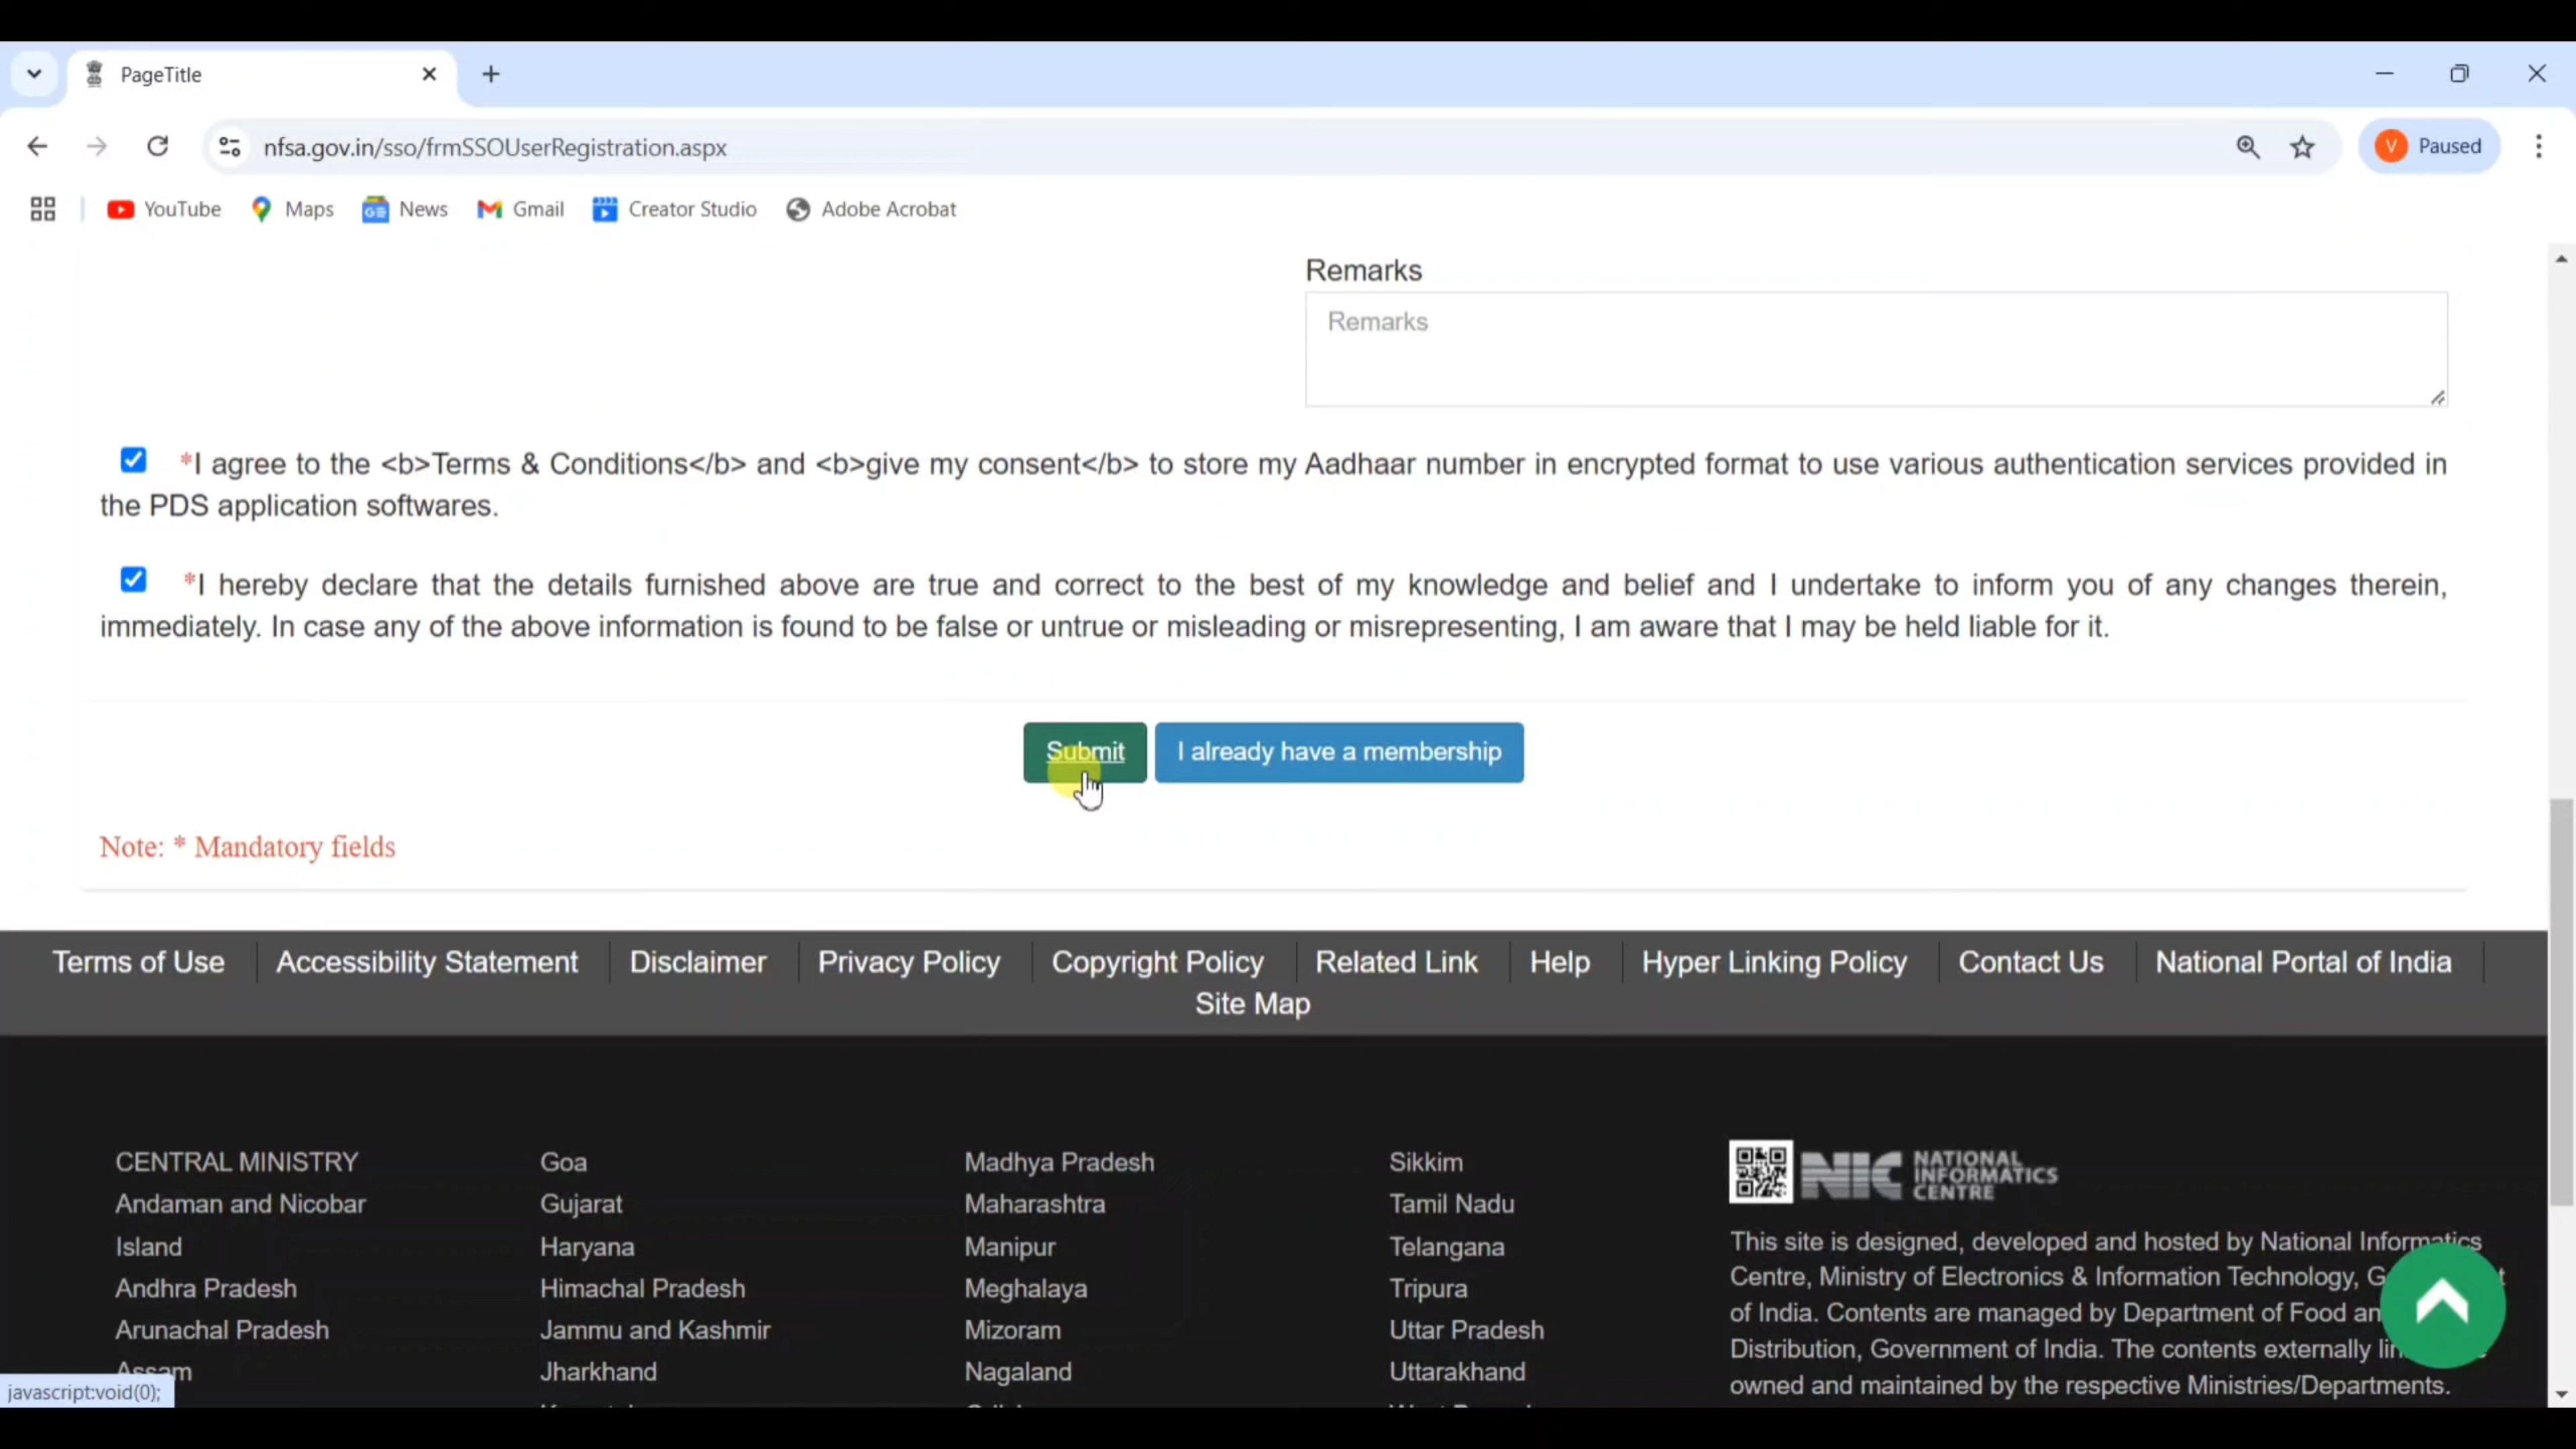 PageTitle
nfsa.gov.in/sso/frmSSOUserRegistration.aspx
V Paused
YouTube Maps News Gmail Creator Studio Adobe Acrobat
Remarks
Remarks
*I agree to the <b>Terms & Conditions</b> and <b>give my consent</b> to store my Aadhaar number in encrypted format to use various authentication services provided in
the PDS application softwares.
*I hereby declare that the details furnished above are true and correct to the best of my knowledge and belief and I undertake to inform you of any changes therein,
immediately. In case any of the above information is found to be false or untrue or misleading or misrepresenting, I am aware that I may be held liable for it.
Submit I already have a membership
Note: * Mandatory fields
Terms of Use Accessibility Statement Disclaimer Privacy Policy Copyright Policy Related Link Help Hyper Linking Policy Contact Us National Portal of India
Site Map
CENTRAL MINISTRY
Andaman and Nicobar
Island
Andhra Pradesh
Arunachal Pradesh
Assam
Goa
Gujarat
Haryana
Himachal Pradesh
Jammu and Kashmir
Jharkhand
Madhya Pradesh
Maharashtra
Manipur
Meghalaya
Mizoram
Nagaland
Sikkim
Tamil Nadu
Telangana
Tripura
Uttar Pradesh
Uttarakhand
NIC NATIONAL
INFORMATICS
CENTRE
This site is designed, developed and hosted by National Informatics
Centre, Ministry of Electronics & Information Technology,
of India. Contents are managed by Department of Food
Distribution, Government of India. The contents externally
owned and maintained by the respective Ministries/Departments.
javascript:void(0);